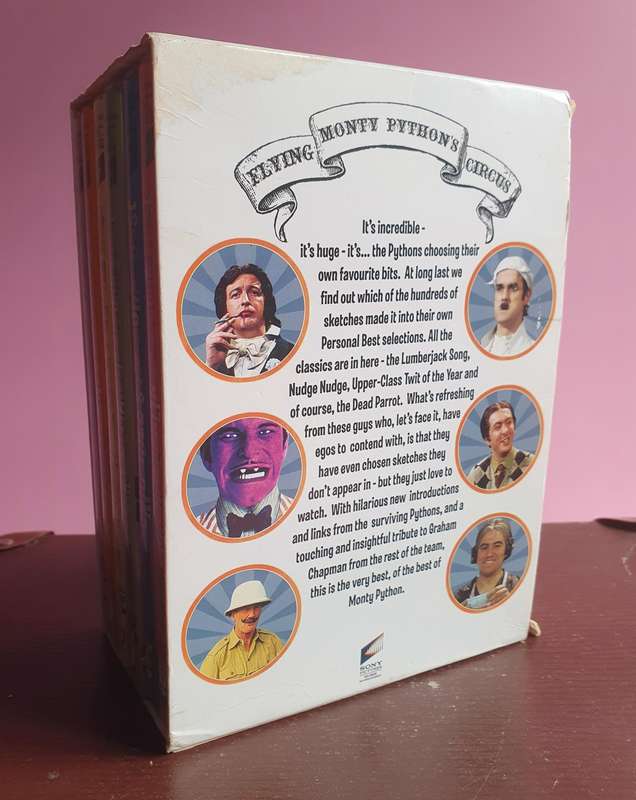 FLYING MONTY PYTHON'S CIRCUS
It's incredible -
it's huge - it's... the Pythons choosing their
own favourite bits. At long last we
find out which of the hundreds of
sketches made it into their own
Personal Best selections. All the
classics are in here - the Lumberjack Song,
Nudge Nudge, Upper-Class Twit of the Year and
of course, the Dead Parrot. What's refreshing
from these guys who, let's face it, have
egos to contend with, is that they
have even chosen sketches they
don't appear in - but they just love to
watch. With hilarious new introductions
and links from the surviving Pythons, and a
touching and insightful tribute to Graham
Chapman from the rest of the team,
this is the very best, of the best of
Monty Python.
SONY
PICTURES